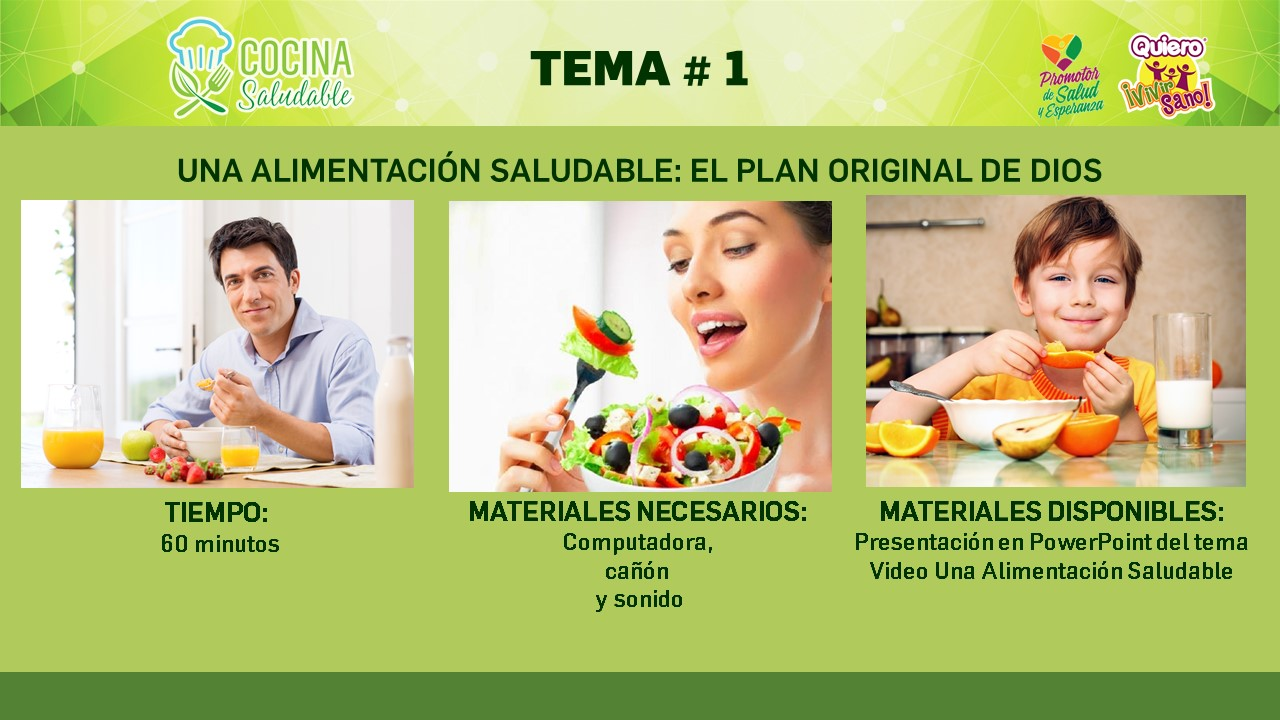 COCINA
Saludable
TEMA # 1
Promotor
de Salud
y Esperanza
Quiero
¡Vivir
Sano!
UNA ALIMENTACIÓN SALUDABLE: EL PLAN ORIGINAL DE DIOS
TIEMPO:
60 minutos
MATERIALES NECESARIOS:
Computadora,
cañón
y sonido
MATERIALES DISPONIBLES:
Presentación en PowerPoint del tema
Video Una Alimentación Saludable